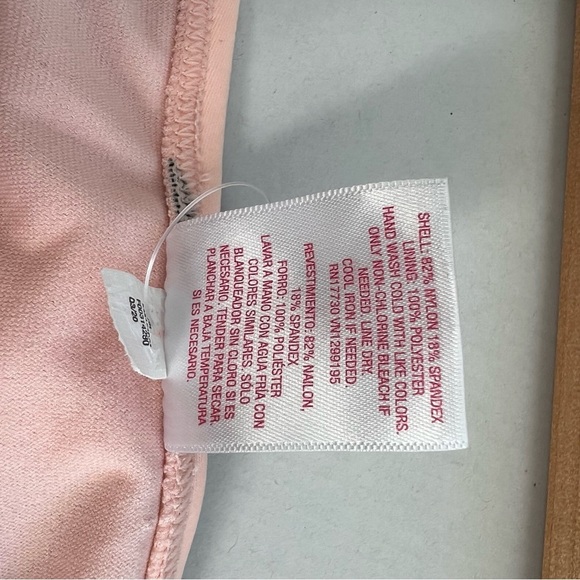 SHELL: 82% NYLON, 18% SPANDEX
LINING: 100% POLYESTER
HAND WASH COLD WITH LIKE COLORS.
ONLY NON-CHLORINE BLEACH IF
NEEDED. LINE DRY.
COOL IRON IF NEEDED.
RN17730 /VN1299195
REVESTIMIENTO: 82% NAILON,
18% SPANDEX
FORRO: 100% POLIESTER
LAVAR A MANO CON AGUA FRIA CON
COLORES SIMILARES. SOLO
BLANQUEADOR SIN CLORO SI ES
NECESARIO. TENDER PARA SECAR.
PLANCHAR A BAJA TEMPERATURA
SI ES NECESARIO.
D3/20